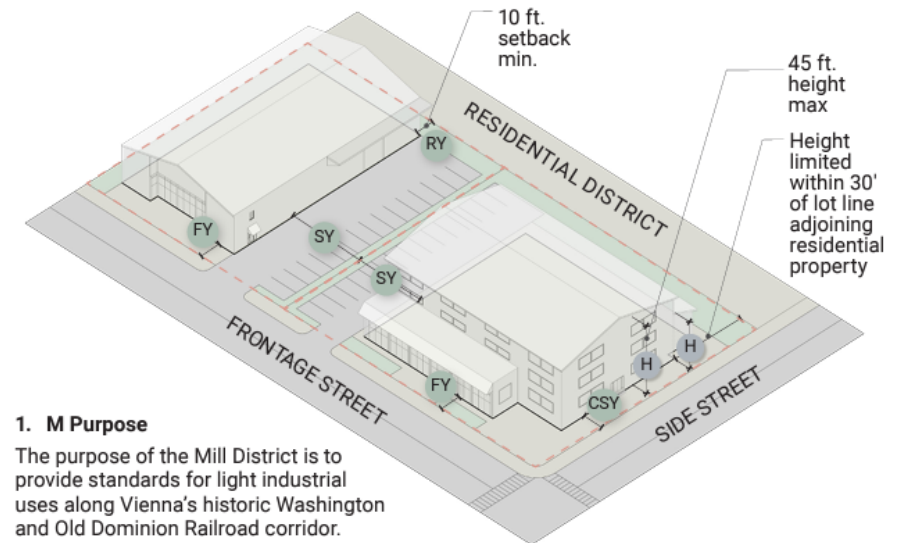 10 ft.
setback
min.
45 ft.
height
max
Height
limited
within 30'
of lot line
adjoining
residential
property
RESIDENTIAL DISTRICT
RY
FY
SY
SY
FY
H
H
CSY
FRONTAGE STREET
SIDE STREET
1. M Purpose
The purpose of the Mill District is to
provide standards for light industrial
uses along Vienna’s historic Washington
and Old Dominion Railroad corridor.